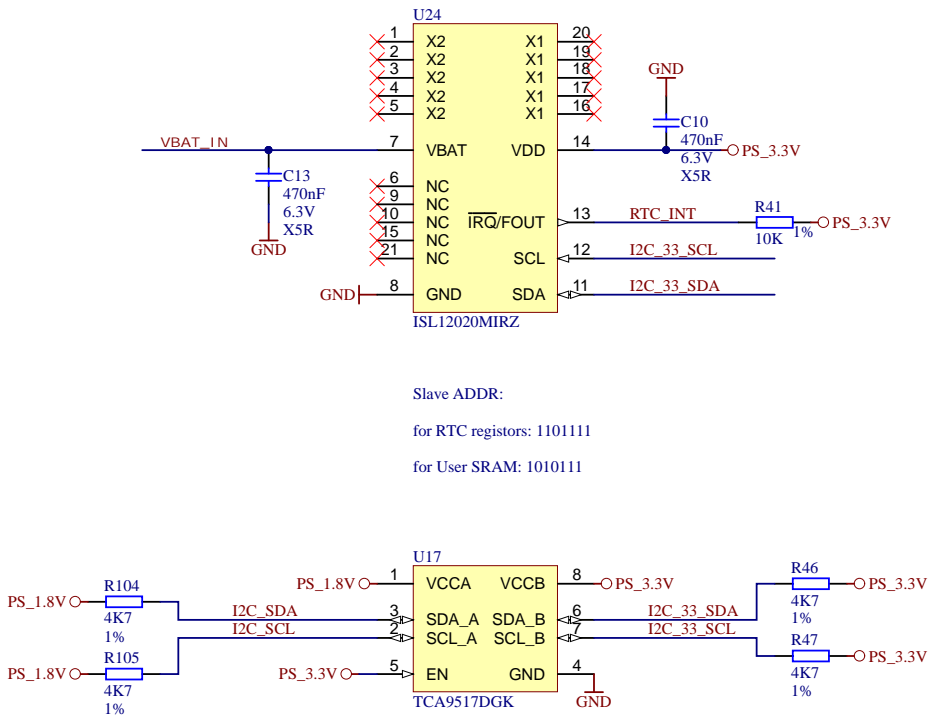 U24
1 X2 X1 20
2 X2 X1 19
3 X2 X1 18
4 X2 X1 17
5 X2 X1 16
GND
C10
470nF
6.3V
X5R
VBAT_IN 7 VBAT VDD 14 PS_3.3V
C13
470nF
6.3V
X5R
GND
6 NC
9 NC
10 NC
15 NC
21 NC
IRQ/FOUT 13 RTC_INT R41 PS_3.3V
10K 1%
SCL 12 I2C_33_SCL
GND 8 GND SDA 11 I2C_33_SDA
ISL12020MIRZ
Slave ADDR:
for RTC registors: 1101111
for User SRAM: 1010111
U17
PS_1.8V 1 VCCA VCCB 8 PS_3.3V
PS_1.8V R104 I2C_SDA 3 SDA_A SDA_B 6 I2C_33_SDA R46 PS_3.3V
4K7
1%
4K7
1%
PS_1.8V R105 I2C_SCL 2 SCL_A SCL_B 7 I2C_33_SCL R47 PS_3.3V
4K7
1%
4K7
1%
PS_3.3V 5 EN GND 4
GND
TCA9517DGK